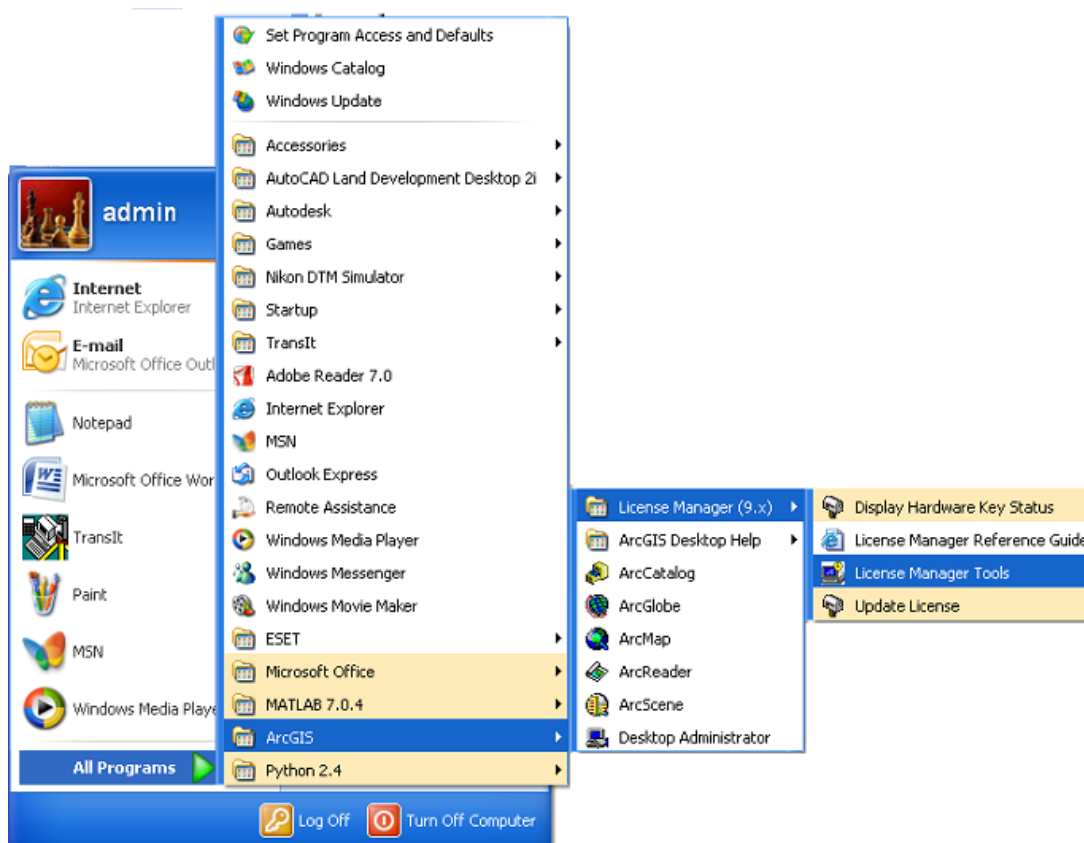 admin
Internet
Internet Explorer
E-mail
Microsoft Office Outl
Notepad
Microsoft Office Wor
TransIt
Paint
MSN
Windows Media Playe
All Programs
Log Off
Turn Off Computer
Set Program Access and Defaults
Windows Catalog
Windows Update
Accessories
AutoCAD Land Development Desktop 2i
Autodesk
Games
Nikon DTM Simulator
Startup
TransIt
Adobe Reader 7.0
Internet Explorer
MSN
Outlook Express
Remote Assistance
Windows Media Player
Windows Messenger
Windows Movie Maker
ESET
Microsoft Office
MATLAB 7.0.4
ArcGIS
Python 2.4
License Manager (9.x)
ArcGIS Desktop Help
ArcCatalog
ArcGlobe
ArcMap
ArcReader
ArcScene
Desktop Administrator
Display Hardware Key Status
License Manager Reference Guide
License Manager Tools
Update License